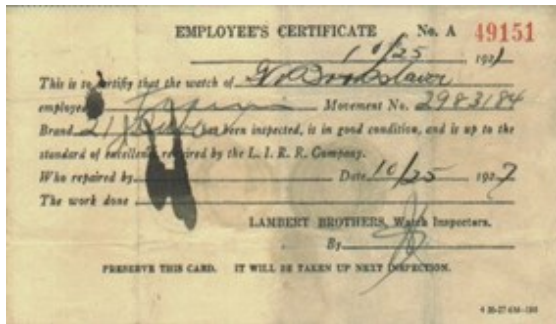 EMPLOYEE'S CERTIFICATE No. A 49151
10/25 192
This is to certify that the watch of
employed Movement No. 2983184
Brand 21 Jewel has been inspected, is in good condition, and is up to the
standard of excellence required by the L. I. R. R. Company.
Who repaired by Date 10/25 1927
The work done
LAMBERT BROTHERS, Watch Inspectors.
By
PRESERVE THIS CARD. IT WILL BE TAKEN UP NEXT INSPECTION.